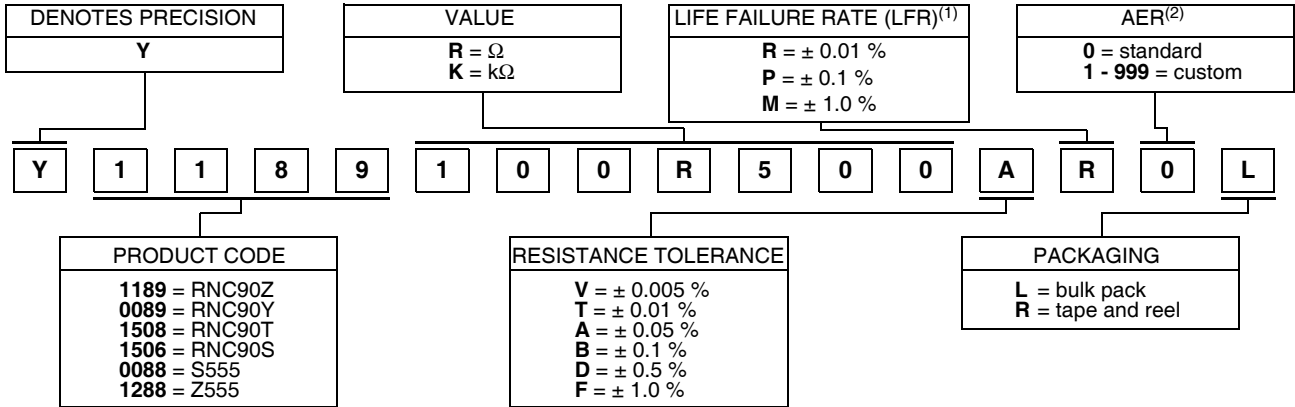 DENOTES PRECISION
Y
VALUE
R = Ω
K = kΩ
LIFE FAILURE RATE (LFR)(1)
R = ± 0.01 %
P = ± 0.1 %
M = ± 1.0 %
AER(2)
0 = standard
1 - 999 = custom
Y 1 1 8 9 1 0 0 R 5 0 0 A R 0 L
PRODUCT CODE
1189 = RNC90Z
0089 = RNC90Y
1508 = RNC90T
1506 = RNC90S
0088 = S555
1288 = Z555
RESISTANCE TOLERANCE
V = ± 0.005 %
T = ± 0.01 %
A = ± 0.05 %
B = ± 0.1 %
D = ± 0.5 %
F = ± 1.0 %
PACKAGING
L = bulk pack
R = tape and reel